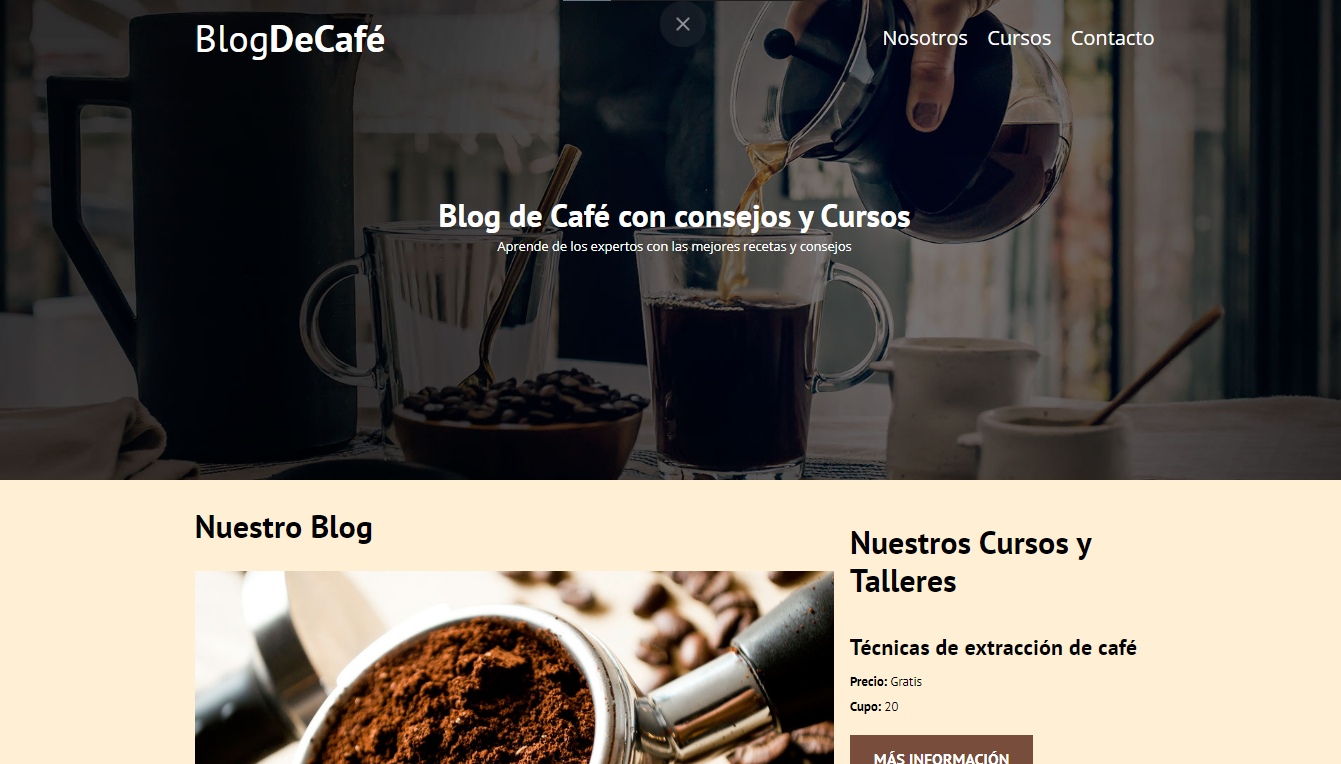 BlogDeCafé
Nosotros Cursos Contacto
Blog de Café con consejos y Cursos
Aprende de los expertos con las mejores recetas y consejos
Nuestro Blog
Nuestros Cursos y
Talleres
Técnicas de extracción de café
Precio: Gratis
Cupo: 20
MÁS INFORMACIÓN